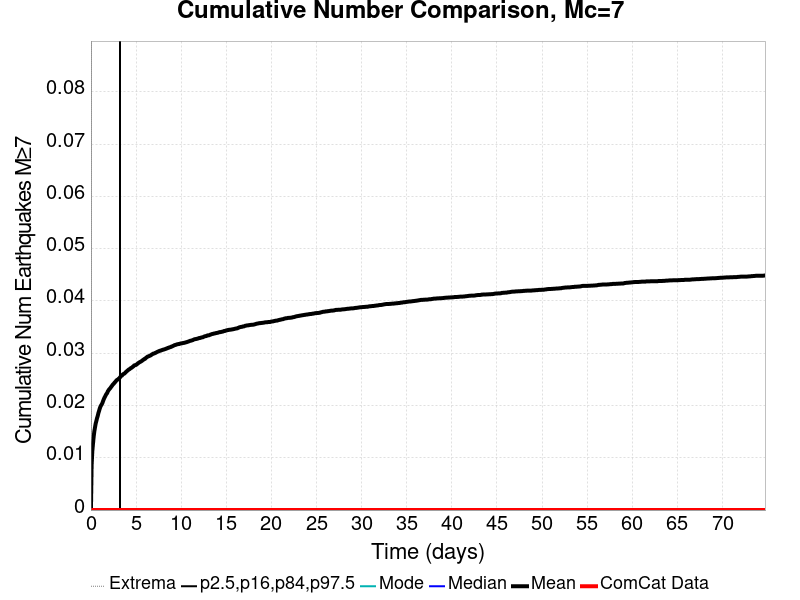 Cumulative Number Comparison, Mc=7
Cumulative Num Earthquakes M≥7
0.08
0.07
0.06
0.05
0.04
0.03
0.02
0.01
0
0 5 10 15 20 25 30 35 40 45 50 55 60 65 70
Time (days)
Extrema p2.5,p16,p84,p97.5 Mode Median Mean ComCat Data